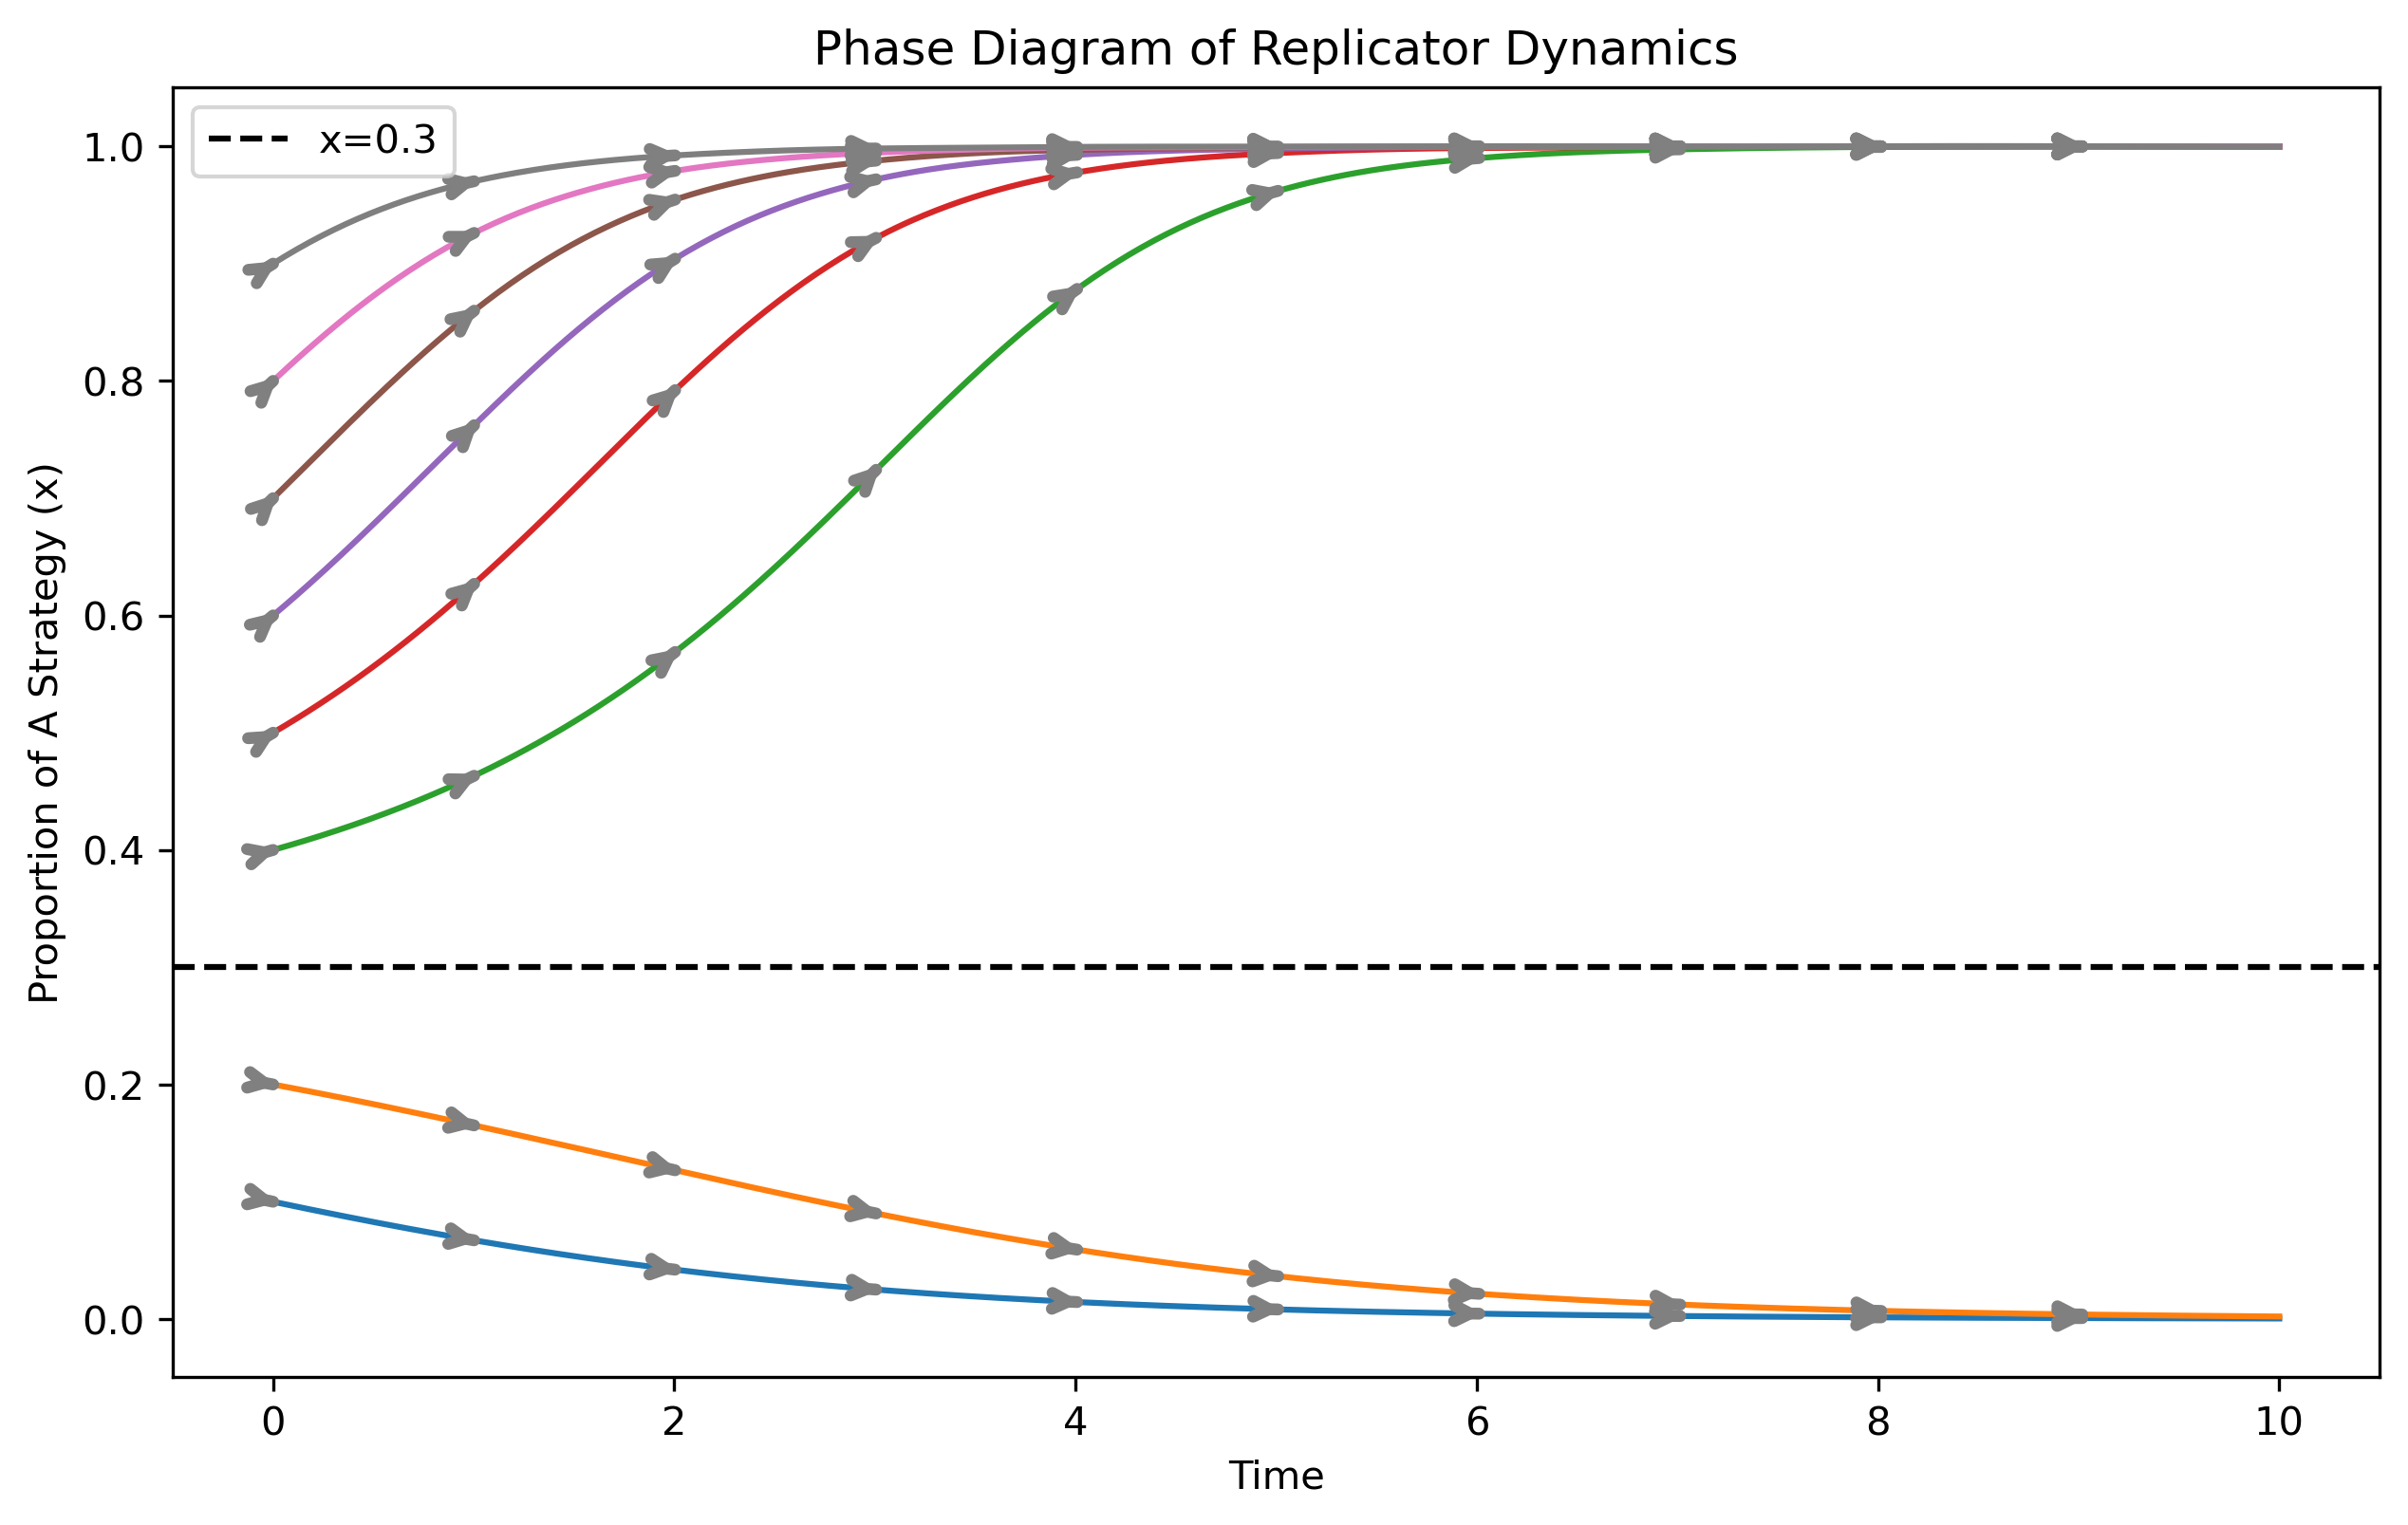 Phase Diagram of Replicator Dynamics
x=0.3
Proportion of A Strategy (x)
1.0
0.8
0.6
0.4
0.2
0.0
0 2 4 6 8 10
Time